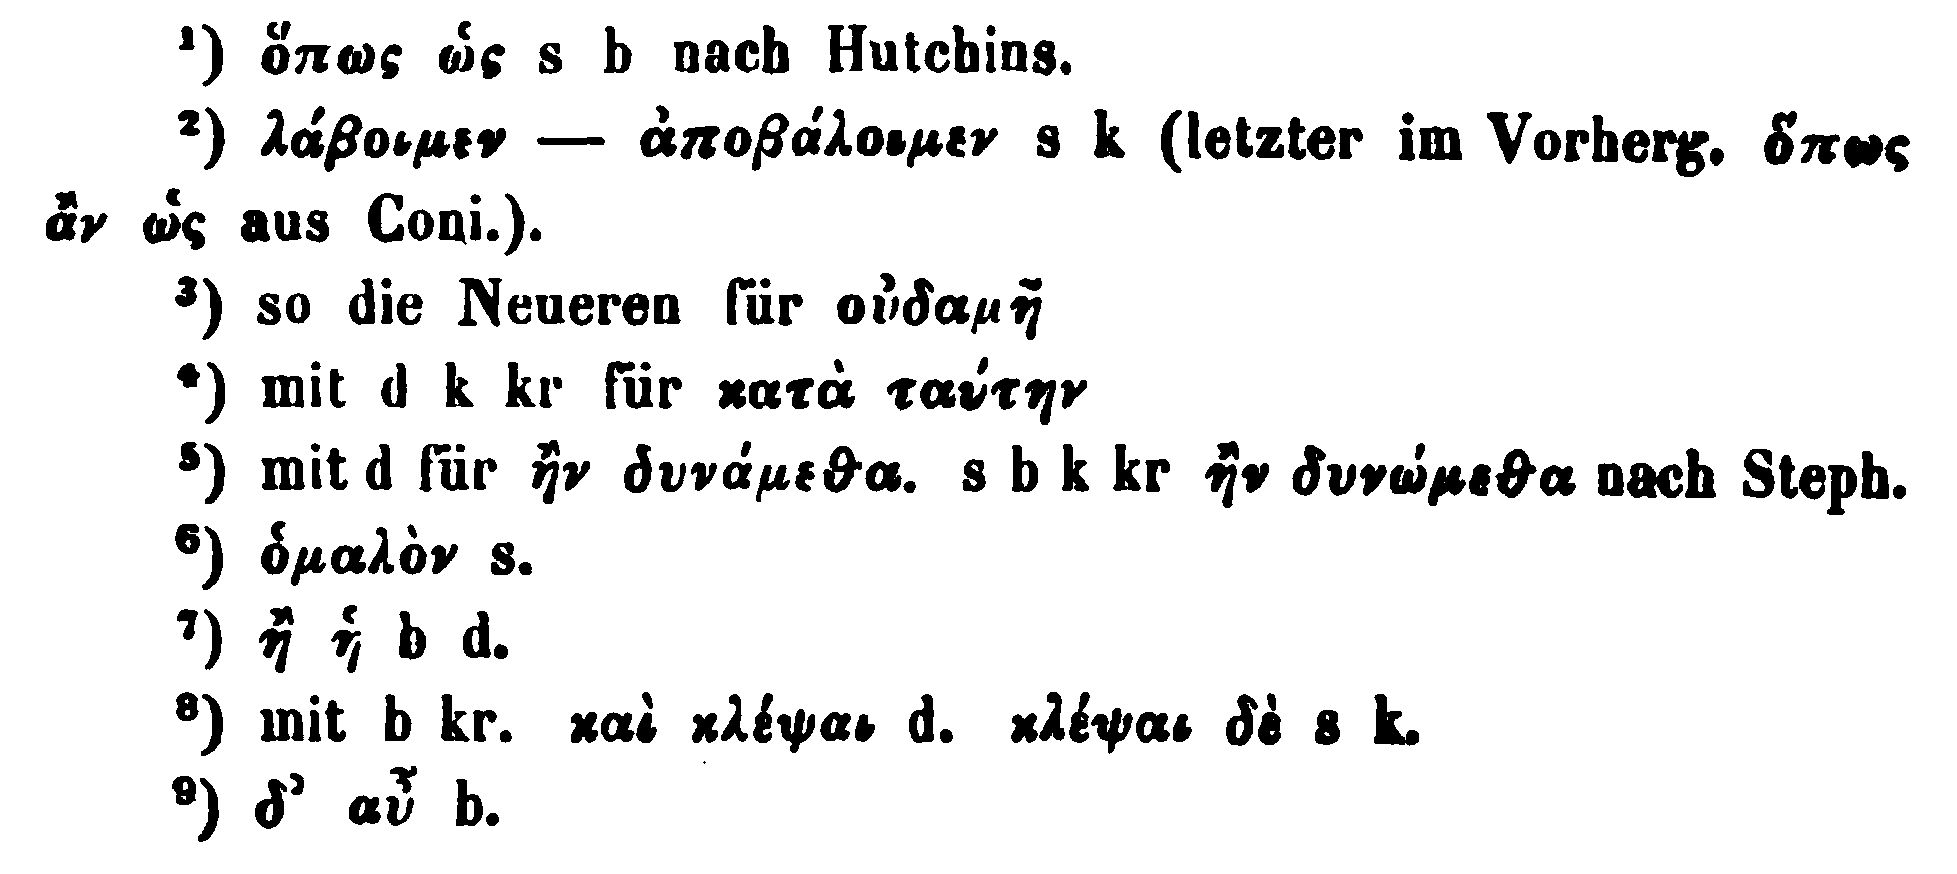 ¹) ὅπως ὡς s b nach Hutchins.
²) λάβοιμεν — ἀποβάλοιμεν s k (letzter im Vorherg. ὅπως
ἂν ὡς aus Coni.).
³) so die Neueren für οὐδαμῆ
⁴) mit d k kr für κατὰ ταύτην
⁵) mit d für ἢν δυνάμεθα. s b k kr ἢν δυνώμεθα nach Steph.
⁶) ὁμαλὸν s.
⁷) ἢ ἡ b d.
⁸) mit b kr. καὶ κλέψαι d. κλέψαι δὲ s k.
⁹) δ’ αὖ b.